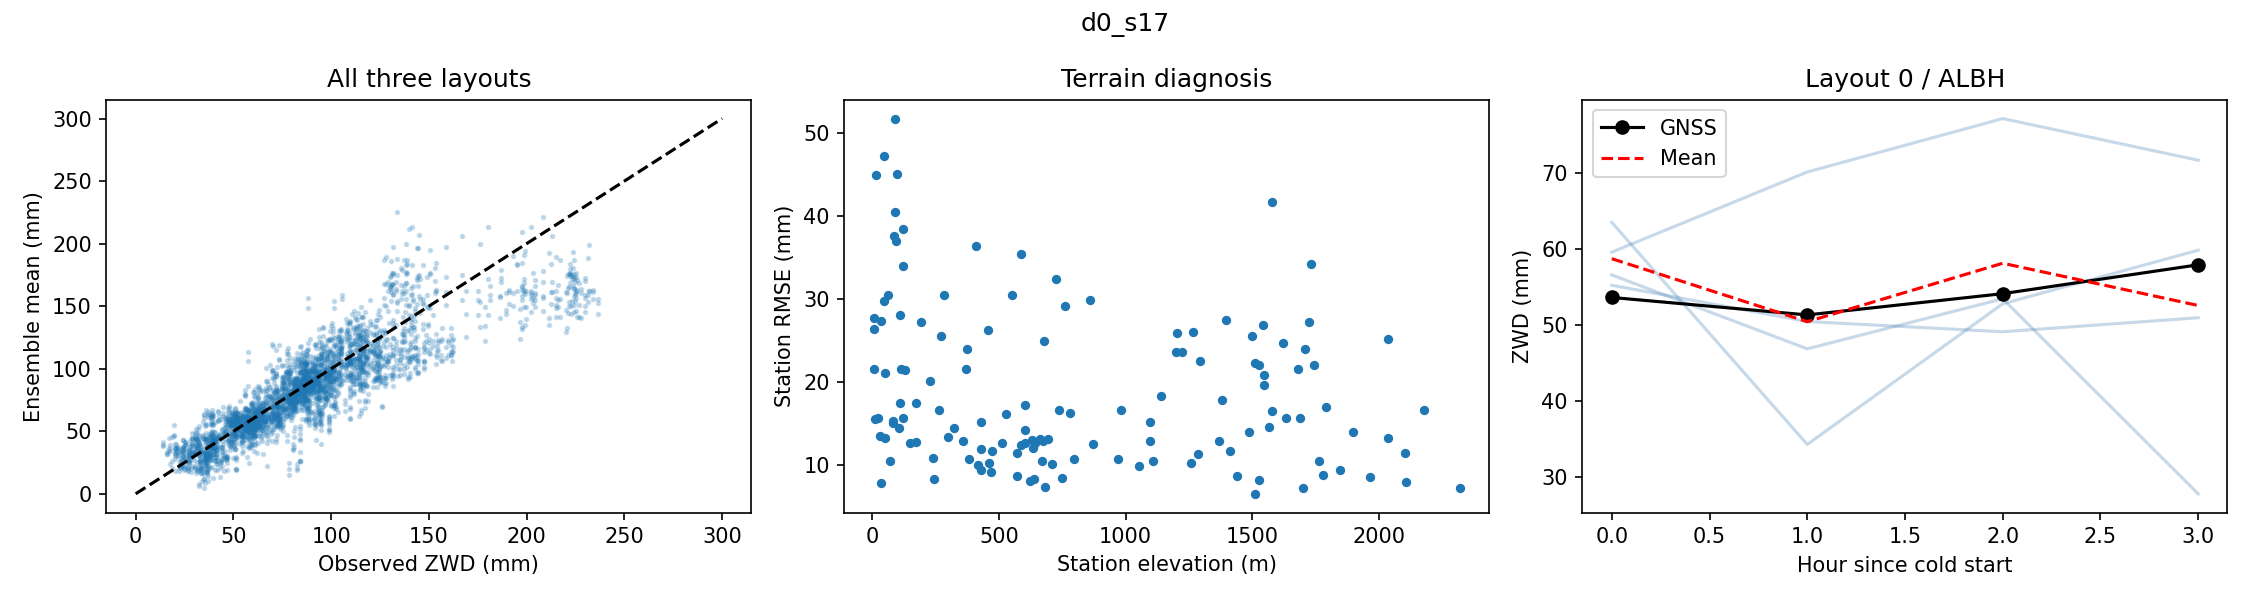 d0_s17
All three layouts
Ensemble mean (mm)
300
250
200
150
100
50
0
0 50 100 150 200 250 300
Observed ZWD (mm)
Terrain diagnosis
Station RMSE (mm)
50
40
30
20
10
0 500 1000 1500 2000
Station elevation (m)
Layout 0 / ALBH
GNSS
Mean
ZWD (mm)
70
60
50
40
30
0.0 0.5 1.0 1.5 2.0 2.5 3.0
Hour since cold start